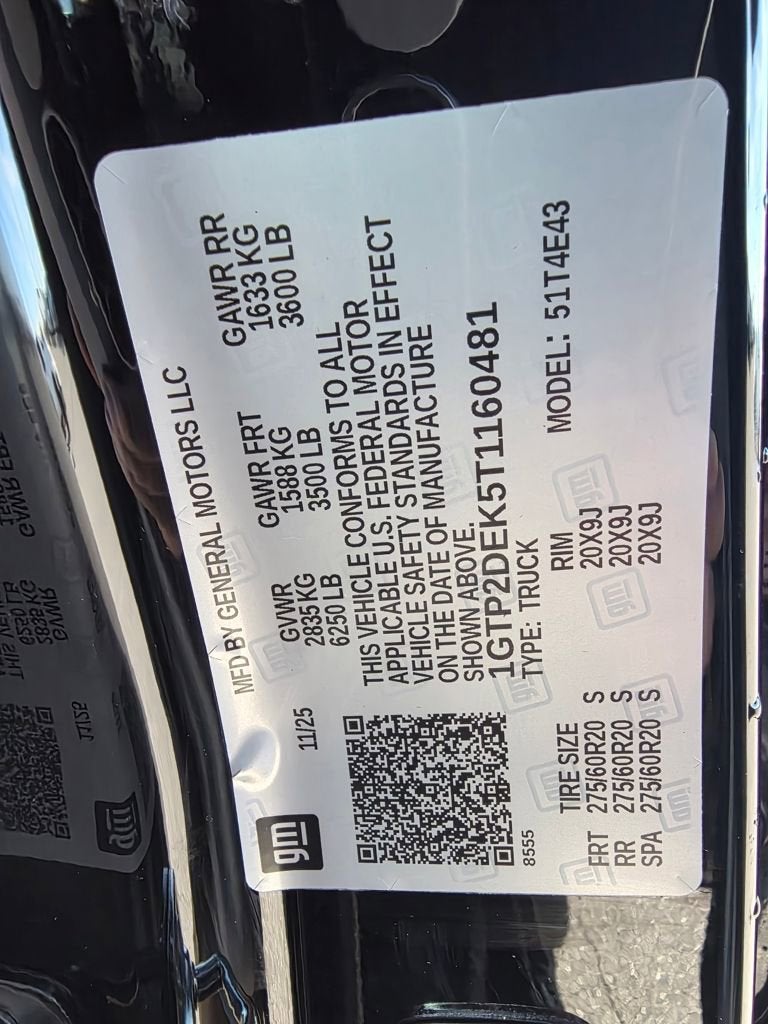 gm
MFD BY GENERAL MOTORS LLC
11/25
GVWR GAWR FRT GAWR RR
2835 KG 1588 KG 1633 KG
6250 LB 3500 LB 3600 LB
THIS VEHICLE CONFORMS TO ALL
APPLICABLE U.S. FEDERAL MOTOR
VEHICLE SAFETY STANDARDS IN EFFECT
ON THE DATE OF MANUFACTURE
SHOWN ABOVE.
1GTP2DEK5T1160481
8555
TYPE: TRUCK
TIRE SIZE RIM MODEL: 51T4E43
FRT 275/60R20 S 20X9J
RR 275/60R20 S 20X9J
SPA 275/60R20 S 20X9J